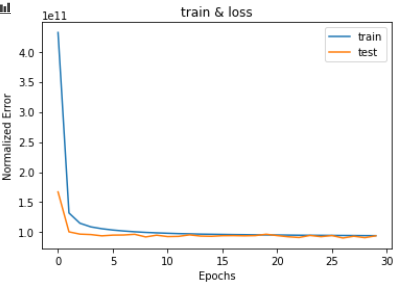 train & loss
1e11
Normalized Error
4.0
3.5
3.0
2.5
2.0
1.5
1.0
train
test
0 5 10 15 20 25 30
Epochs